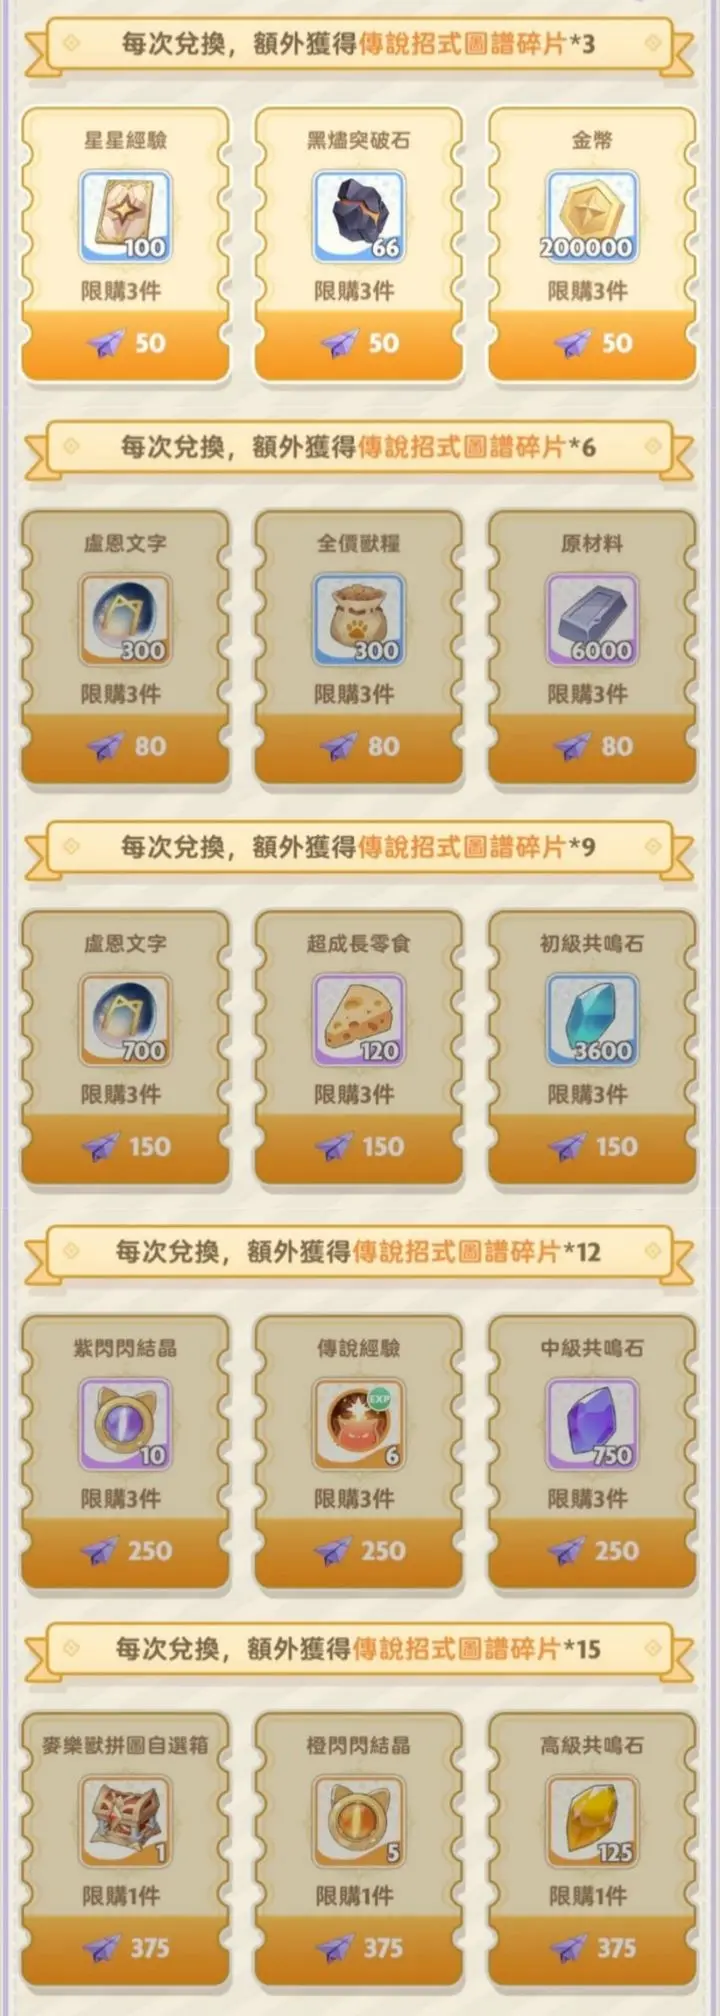 每次兌換，額外獲得傳說招式圖譜碎片*3
星星經驗 黑燼突破石 金幣
100 66 200000
限購3件 限購3件 限購3件
50 50 50
每次兌換，額外獲得傳說招式圖譜碎片*6
盧恩文字 全價獸糧 原材料
300 300 6000
限購3件 限購3件 限購3件
80 80 80
每次兌換，額外獲得傳說招式圖譜碎片*9
盧恩文字 超成長零食 初級共鳴石
700 120 3600
限購3件 限購3件 限購3件
150 150 150
每次兌換，額外獲得傳說招式圖譜碎片*12
紫閃閃結晶 傳說經驗 中級共鳴石
EXP
10 6 750
限購3件 限購3件 限購3件
250 250 250
每次兌換，額外獲得傳說招式圖譜碎片*15
麥樂獸拼圖自選箱 橙閃閃結晶 高級共鳴石
1 5 125
限購1件 限購1件 限購1件
375 375 375